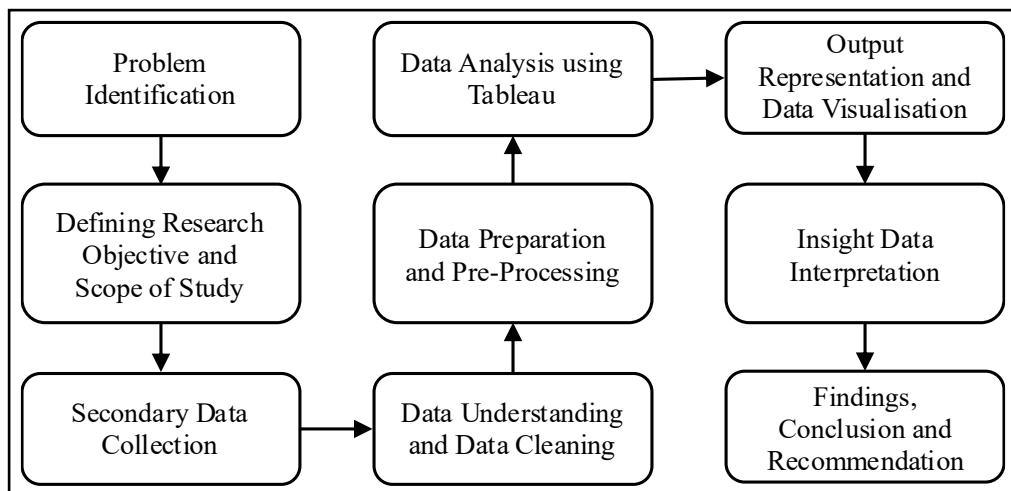 Problem
Identification
Defining Research
Objective and
Scope of Study
Secondary Data
Collection
Data Understanding
and Data Cleaning
Data Preparation
and Pre-Processing
Data Analysis using
Tableau
Output
Representation and
Data Visualisation
Insight Data
Interpretation
Findings,
Conclusion and
Recommendation